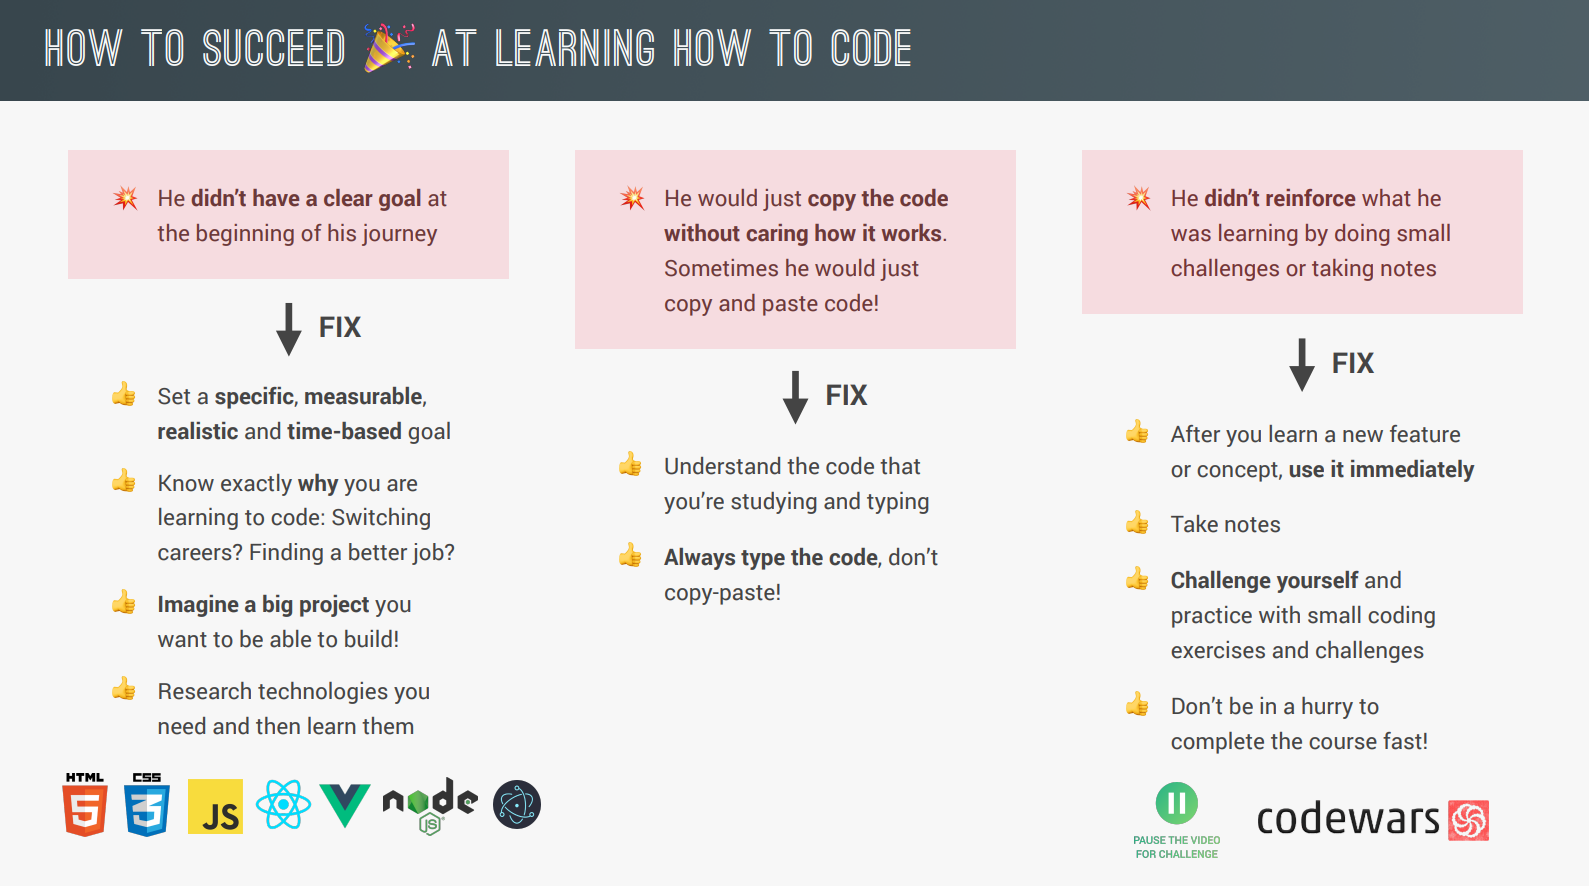 HOW TO SUCCEED 🎉 AT LEARNING HOW TO CODE
💥 He didn't have a clear goal at
the beginning of his journey
FIX
👍 Set a specific, measurable,
realistic and time-based goal
👍 Know exactly why you are
learning to code: Switching
careers? Finding a better job?
👍 Imagine a big project you
want to be able to build!
👍 Research technologies you
need and then learn them
HTML
5
CSS
3
JS
node
JS
💥 He would just copy the code
without caring how it works.
Sometimes he would just
copy and paste code!
FIX
👍 Understand the code that
you're studying and typing
👍 Always type the code, don't
copy-paste!
💥 He didn't reinforce what he
was learning by doing small
challenges or taking notes
FIX
👍 After you learn a new feature
or concept, use it immediately
👍 Take notes
👍 Challenge yourself and
practice with small coding
exercises and challenges
👍 Don't be in a hurry to
complete the course fast!
PAUSE THE VIDEO
FOR CHALLENGE
codewars